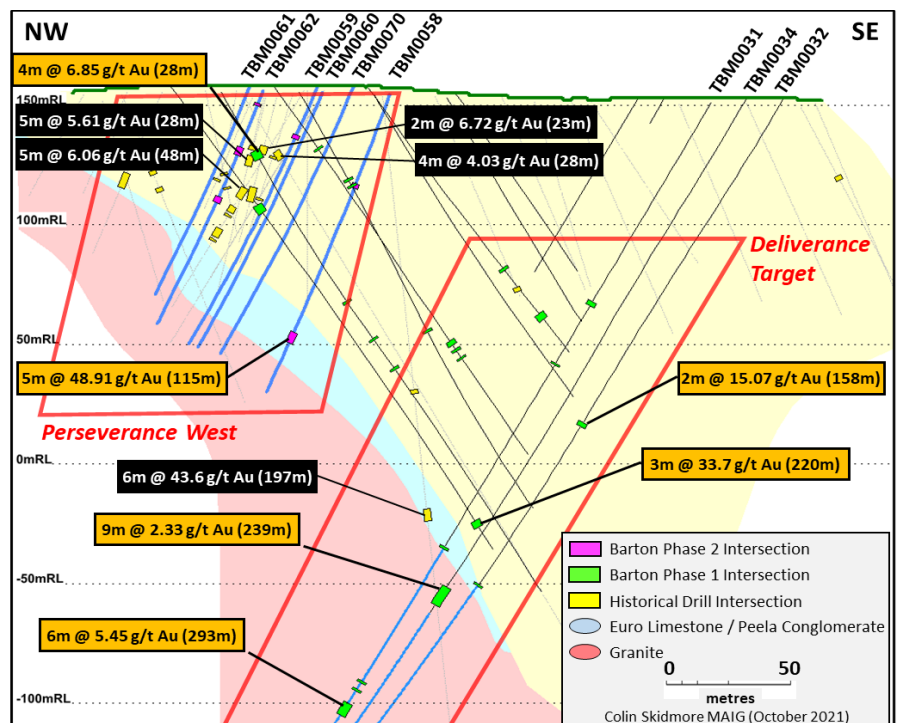 NW
SE
TBM0061
TBM0062
TBM0059
TBM0060
TBM0070
TBM0058
TBM0031
TBM0034
TBM0032
4m @ 6.85 g/t Au (28m)
150mRL
5m @ 5.61 g/t Au (28m)
2m @ 6.72 g/t Au (23m)
5m @ 6.06 g/t Au (48m)
4m @ 4.03 g/t Au (28m)
100mRL
Deliverance
Target
50mRL
5m @ 48.91 g/t Au (115m)
2m @ 15.07 g/t Au (158m)
Perseverance West
0mRL
6m @ 43.6 g/t Au (197m)
3m @ 33.7 g/t Au (220m)
9m @ 2.33 g/t Au (239m)
-50mRL
6m @ 5.45 g/t Au (293m)
-100mRL
Barton Phase 2 Intersection
Barton Phase 1 Intersection
Historical Drill Intersection
Euro Limestone / Peela Conglomerate
Granite
0 50
metres
Colin Skidmore MAIG (October 2021)